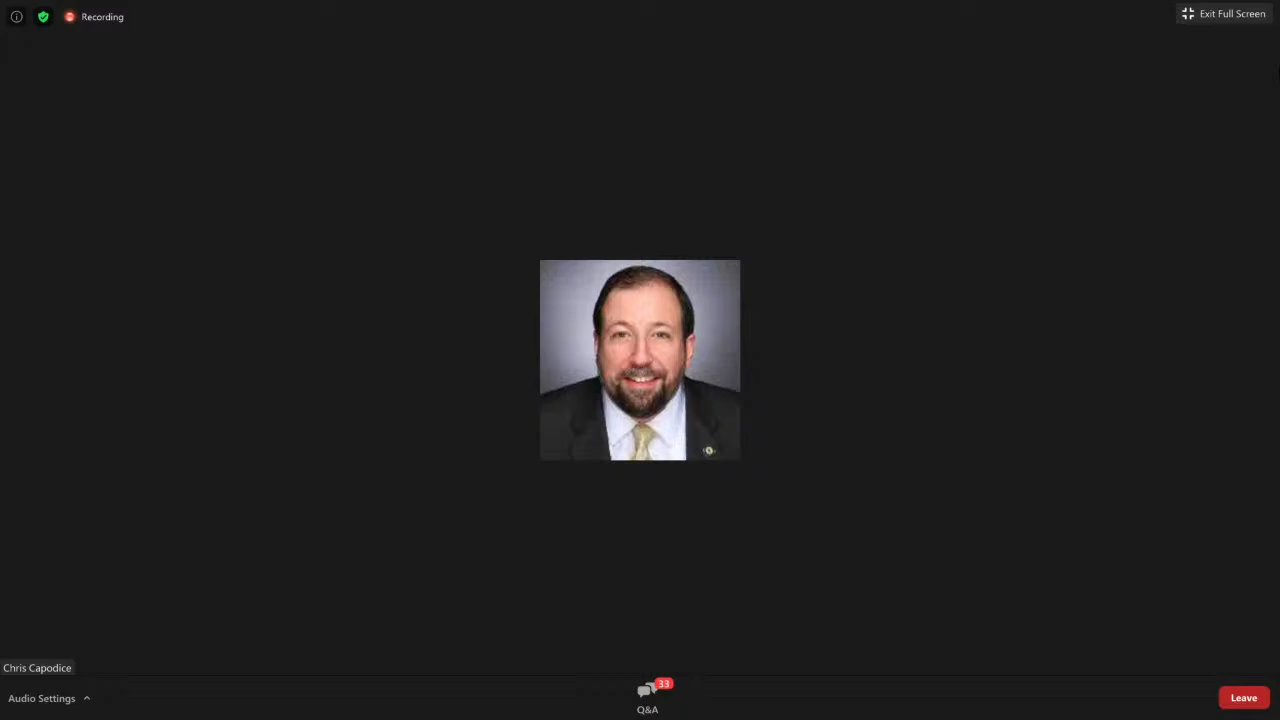 Recording
Exit Full Screen
Chris Capodice
Audio Settings
33
Q&A
Leave